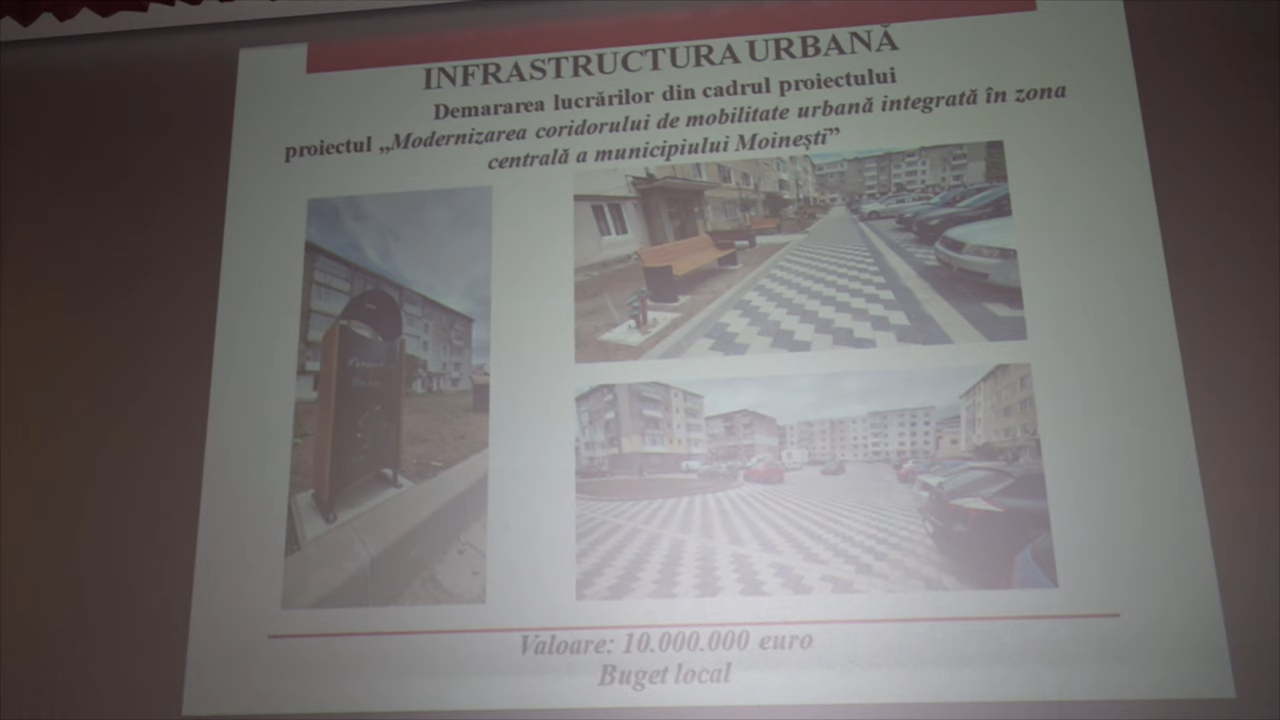 INFRASTRUCTURA URBANĂ
Demararea lucrărilor din cadrul proiectului
proiectul „Modernizarea coridorului de mobilitate urbană integrată în zona
centrală a municipiului Moinești”
Valoare: 10.000.000 euro
Buget local